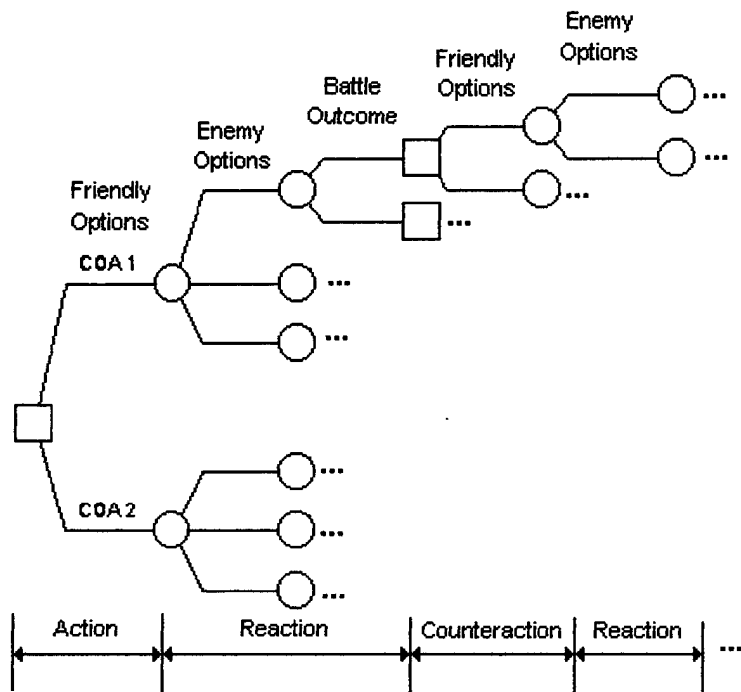 Enemy
Options
Friendly
Options
Battle
Outcome
Enemy
Options
Friendly
Options
COA1
COA2
Action
Reaction
Counteraction
Reaction
...